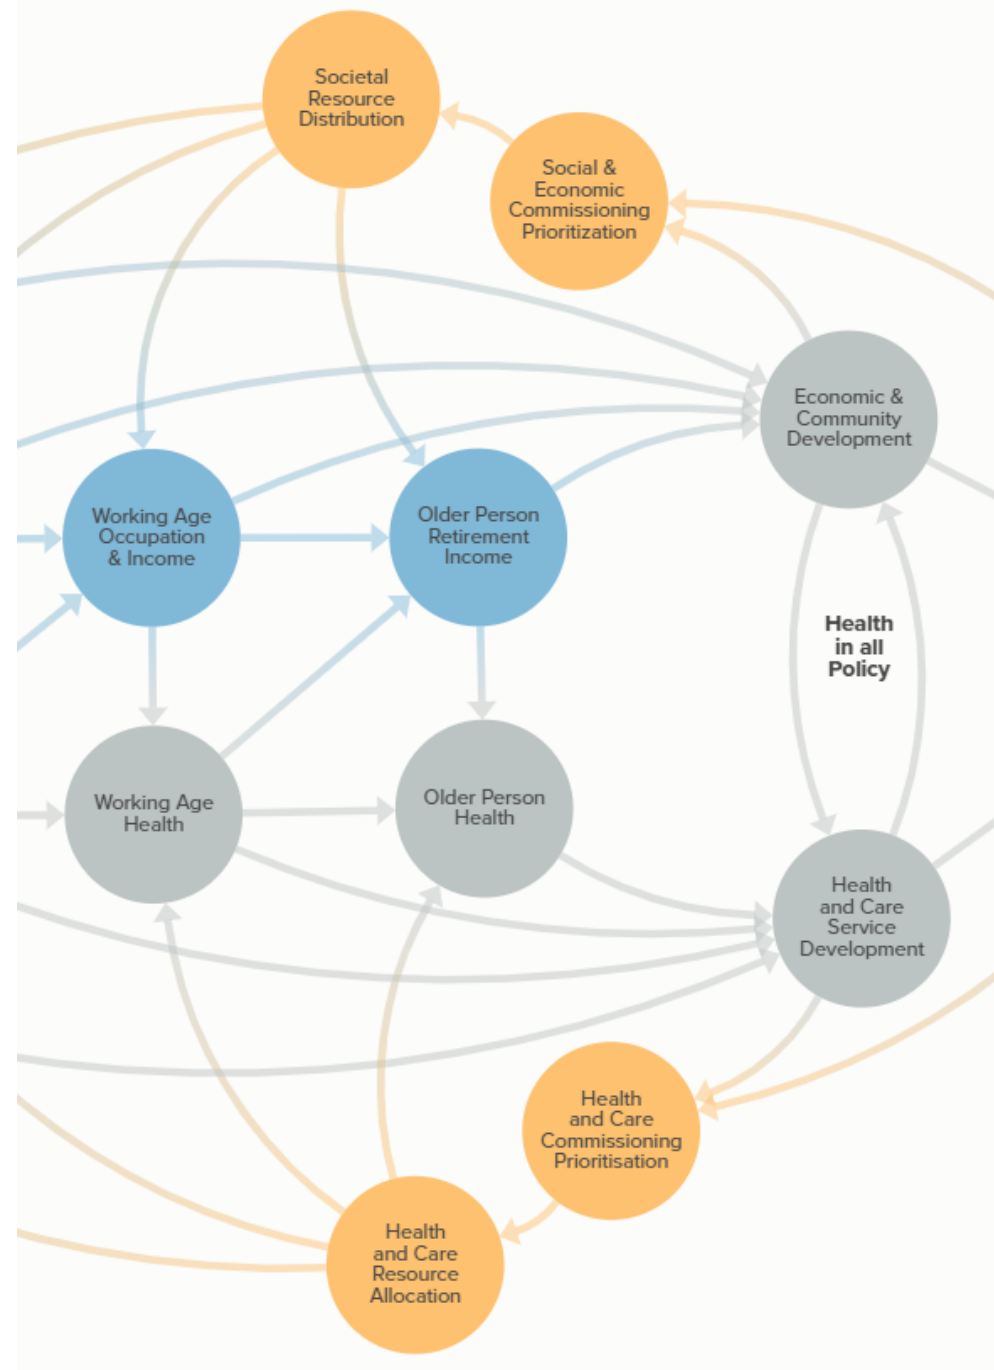 Societal
Resource
Distribution
Social &
Economic
Commissioning
Prioritization
Economic &
Community
Development
Working Age
Occupation
& Income
Older Person
Retirement
Income
Health
in all
Policy
Working Age
Health
Older Person
Health
Health
and Care
Service
Development
Health
and Care
Commissioning
Prioritisation
Health
and Care
Resource
Allocation